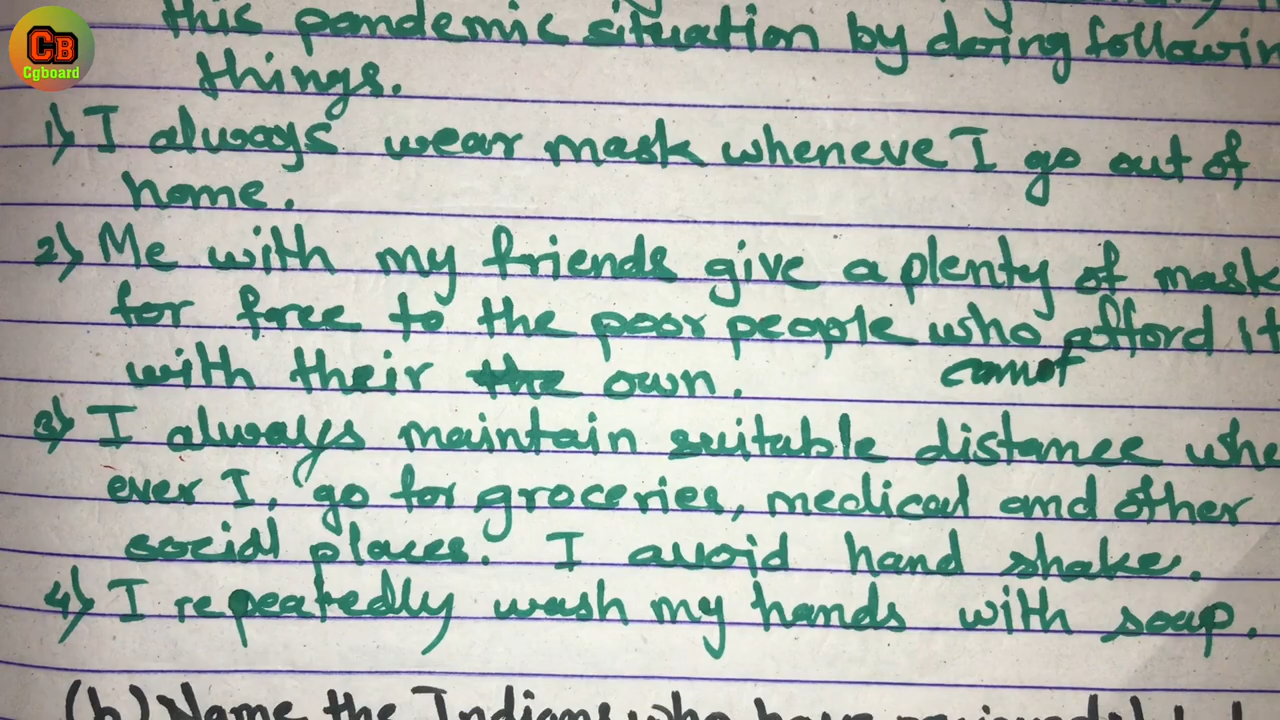 CB
Cgboard
this pandemic situation by doing followin
things.
1) I always wear mask wheneve I go out of
home.
2) Me with my friends give a plenty of mask
for free to the poor people who afford it
cannot
with their the own.
3) I always maintain suitable distance whe
ever I, go for groceries, medical and other
social places. I avoid hand shake.
4) I repeatedly wash my hands with soap.
(b) Name the Indians who have